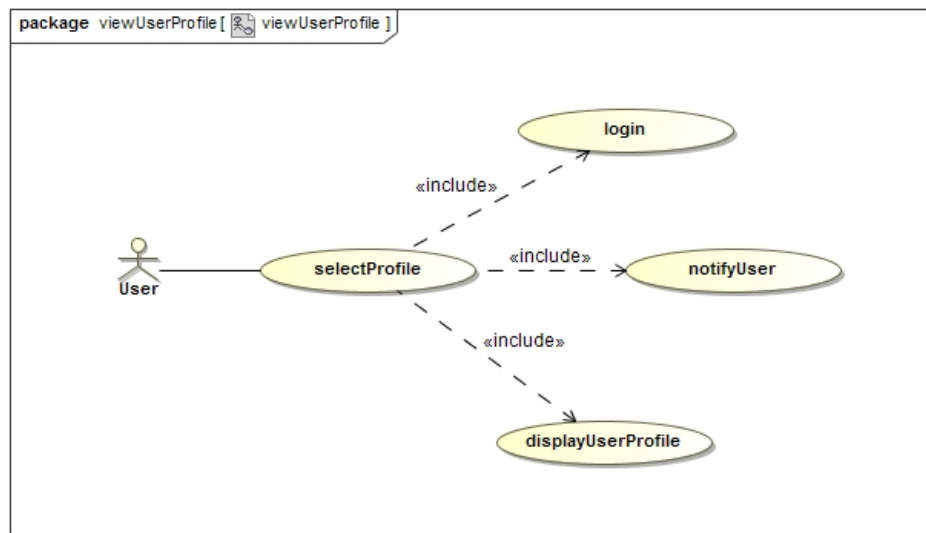 package viewUserProfile[ viewUserProfile ]
login
«include»
«include»
selectProfile
notifyUser
User
«include»
displayUserProfile